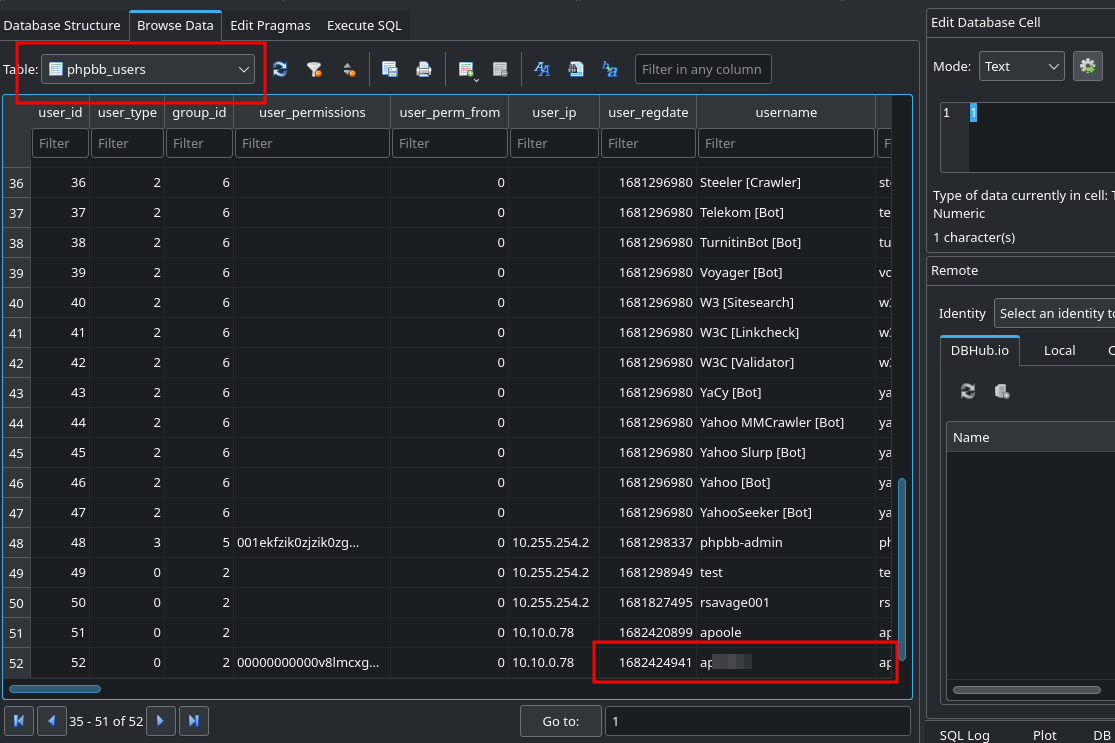 Database Structure Browse Data Edit Pragmas Execute SQL
Edit Database Cell
Table: phpbb_users Filter in any column
Mode: Text
user_id user_type group_id user_permissions user_perm_from user_ip user_regdate username
1 1
Filter Filter Filter Filter Filter Filter Filter Filter F
36 36 2 6 0 1681296980 Steeler [Crawler] st
Type of data currently in cell:
37 37 2 6 0 1681296980 Telekom [Bot] te
Numeric
38 38 2 6 0 1681296980 TurnitinBot [Bot] tu
1 character(s)
39 39 2 6 0 1681296980 Voyager [Bot] vo
Remote
40 40 2 6 0 1681296980 W3 [Sitesearch] w
Identity Select an identity to
41 41 2 6 0 1681296980 W3C [Linkcheck] w
DBHub.io Local C
42 42 2 6 0 1681296980 W3C [Validator] w
43 43 2 6 0 1681296980 YaCy [Bot] ya
44 44 2 6 0 1681296980 Yahoo MMCrawler [Bot] ya
Name
45 45 2 6 0 1681296980 Yahoo Slurp [Bot] ya
46 46 2 6 0 1681296980 Yahoo [Bot] ya
47 47 2 6 0 1681296980 YahooSeeker [Bot] ya
48 48 3 5 001ekfzik0zjzik0zg... 0 10.255.254.2 1681298337 phpbb-admin ph
49 49 0 2 0 10.255.254.2 1681298949 test te
50 50 0 2 0 10.255.254.2 1681827495 rsavage001 rs
51 51 0 2 0 10.10.0.78 1682420899 apoole ap
52 52 0 2 00000000000v8lmcxg... 0 10.10.0.78 1682424941 ap ap
35 - 51 of 52 Go to: 1
SQL Log Plot DB